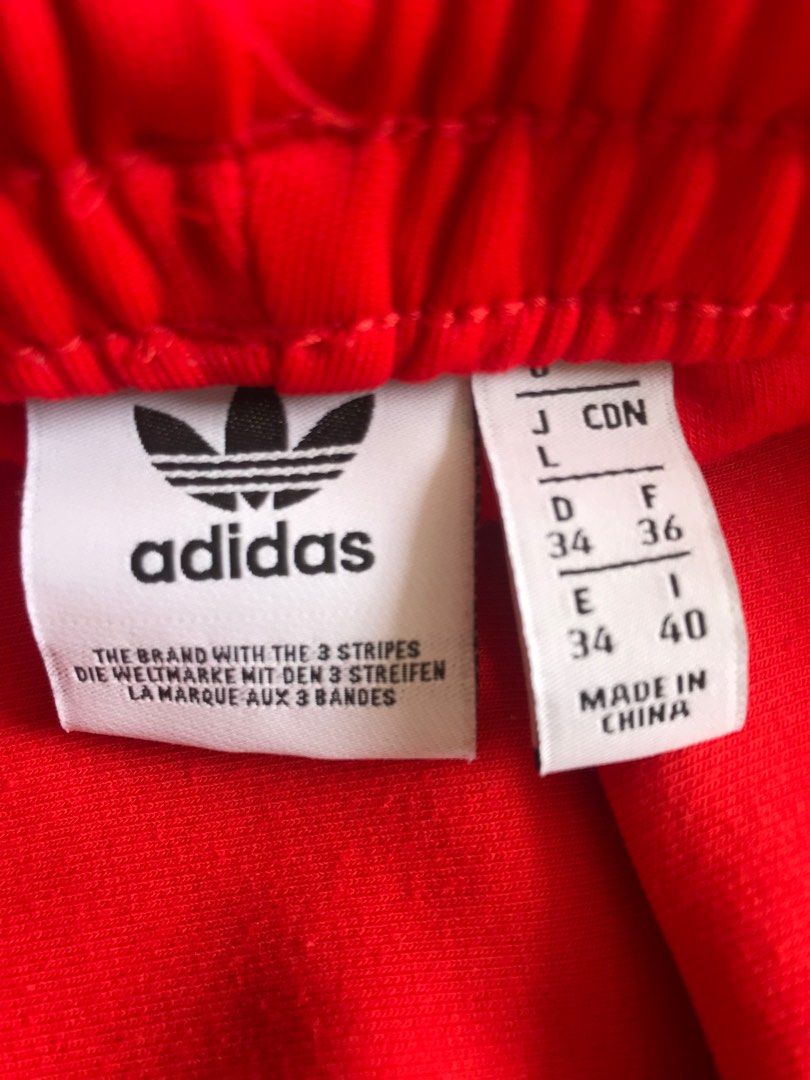 adidas
THE BRAND WITH THE 3 STRIPES
DIE WELTMARKE MIT DEN 3 STREIFEN
LA MARQUE AUX 3 BANDES
J CDN
L
D F
34 36
E I
34 40
MADE IN
CHINA